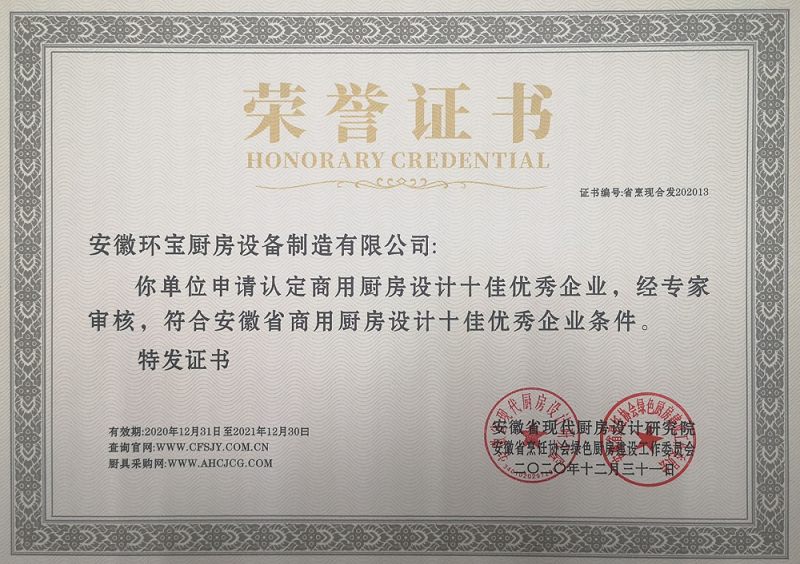 荣誉证书
HONORARY CREDENTIAL
证书编号:省烹现合发202013
安徽环宝厨房设备制造有限公司:
你单位申请认定商用厨房设计十佳优秀企业，经专家
审核，符合安徽省商用厨房设计十佳优秀企业条件。
特发证书
有效期:2020年12月31日至2021年12月30日
查询官网:WWW.CFSJY.COM.CN
厨具采购网:WWW.AHCJCG.COM
安徽省现代厨房设计研究院
安徽省烹饪协会绿色厨房建设工作委员会
二〇二〇年十二月三十一日